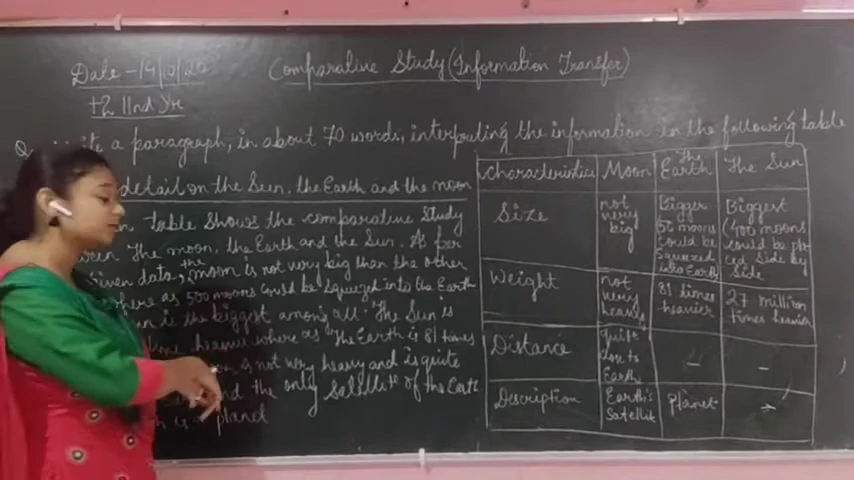 Date - 14/10/20
Comparative Study (Information Transfer)
+2 IInd Yr
Q a paragraph, in about 70 words, interpreting the information in the following table
detail on the Sun, the Earth and the moon
table shows the comparative study
The moon, the Earth and the Sun. As per
Given data, the moon is not very big than the other
where as 500 moons could be squeezed into the Earth
is the biggest among all. The Sun is
heavier where as The Earth is 81 times
is not very heavy and is quite
and the only satellite of the Earth
is planet
Characteristics Moon The Earth The Sun
Size not very big Bigger 50 moons could be squeezed into Earth Biggest (400 moons could be placed side by side
Weight not very heavy 81 times heavier 27 million times heavier
Distance quite close to Earth - -
Description Earth's Satellite planet -